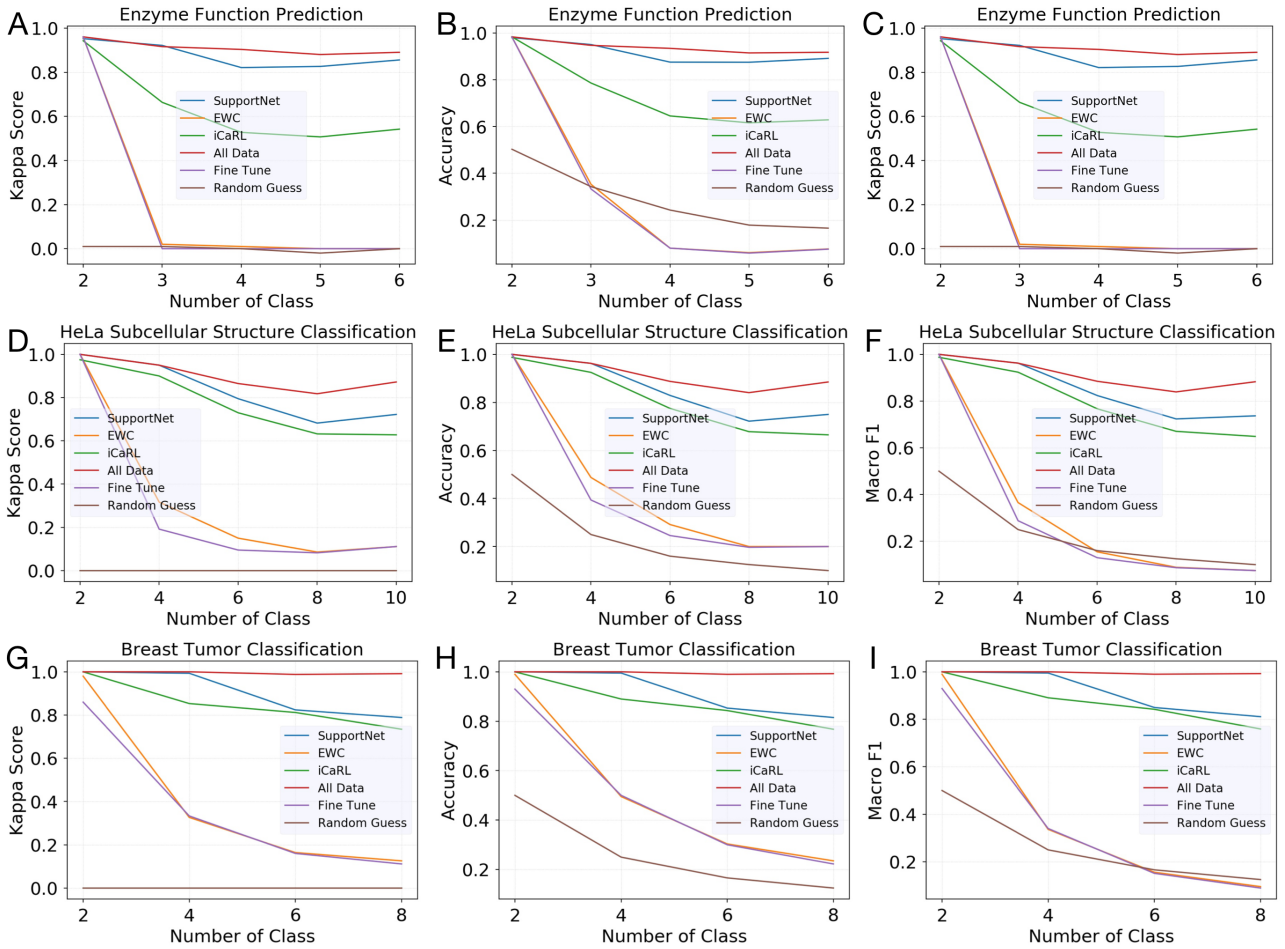 A
Enzyme Function Prediction
Kappa Score
1.0
0.8
0.6
0.4
0.2
0.0
SupportNet
EWC
iCaRL
All Data
Fine Tune
Random Guess
2 3 4 5 6
Number of Class
B
Enzyme Function Prediction
Accuracy
1.0
0.8
0.6
0.4
0.2
SupportNet
EWC
iCaRL
All Data
Fine Tune
Random Guess
2 3 4 5 6
Number of Class
C
Enzyme Function Prediction
Kappa Score
1.0
0.8
0.6
0.4
0.2
0.0
SupportNet
EWC
iCaRL
All Data
Fine Tune
Random Guess
2 3 4 5 6
Number of Class
D
HeLa Subcellular Structure Classification
Kappa Score
1.0
0.8
0.6
0.4
0.2
0.0
SupportNet
EWC
iCaRL
All Data
Fine Tune
Random Guess
2 4 6 8 10
Number of Class
E
HeLa Subcellular Structure Classification
Accuracy
1.0
0.8
0.6
0.4
0.2
SupportNet
EWC
iCaRL
All Data
Fine Tune
Random Guess
2 4 6 8 10
Number of Class
F
HeLa Subcellular Structure Classification
Macro F1
1.0
0.8
0.6
0.4
0.2
SupportNet
EWC
iCaRL
All Data
Fine Tune
Random Guess
2 4 6 8 10
Number of Class
G
Breast Tumor Classification
Kappa Score
1.0
0.8
0.6
0.4
0.2
0.0
SupportNet
EWC
iCaRL
All Data
Fine Tune
Random Guess
2 4 6 8
Number of Class
H
Breast Tumor Classification
Accuracy
1.0
0.8
0.6
0.4
0.2
SupportNet
EWC
iCaRL
All Data
Fine Tune
Random Guess
2 4 6 8
Number of Class
I
Breast Tumor Classification
Macro F1
1.0
0.8
0.6
0.4
0.2
SupportNet
EWC
iCaRL
All Data
Fine Tune
Random Guess
2 4 6 8
Number of Class